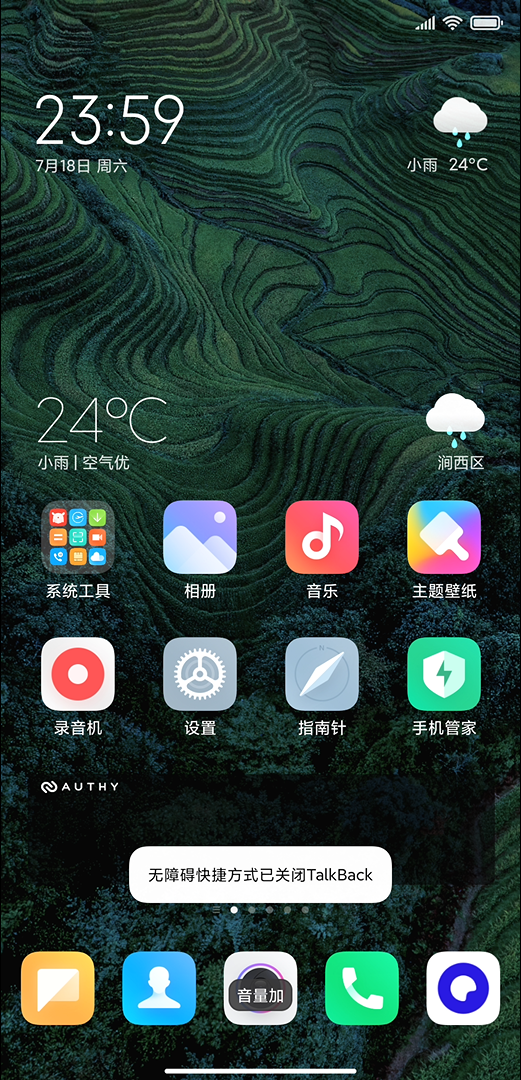 23:59
7月18日 周六
小雨 24°C
24°C
小雨 | 空气优
涧西区
系统工具
相册
音乐
主题壁纸
N
录音机
设置
指南针
手机管家
AUTHY
无障碍快捷方式已关闭TalkBack
音量加